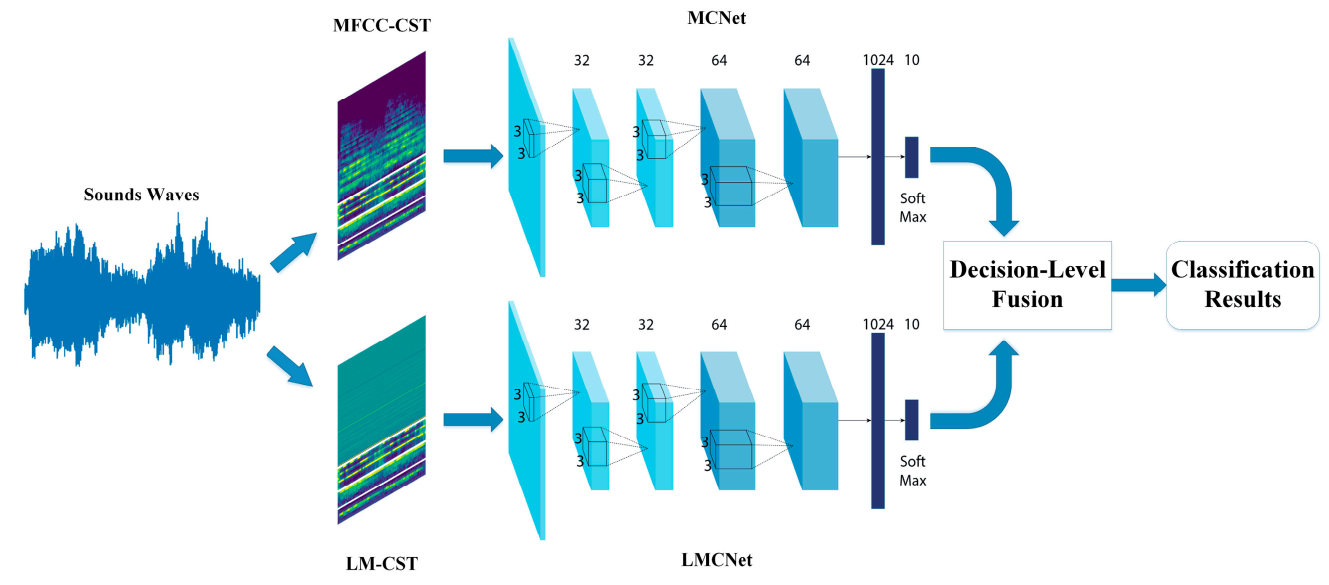 MFCC-CST
MCNet
32 32 64 64 1024 10
3
3
3
3
3
3
3
3
Soft
Max
Sounds Waves
Decision-Level
Fusion
Classification
Results
32 32 64 64 1024 10
3
3
3
3
3
3
3
3
Soft
Max
LM-CST
LMCNet